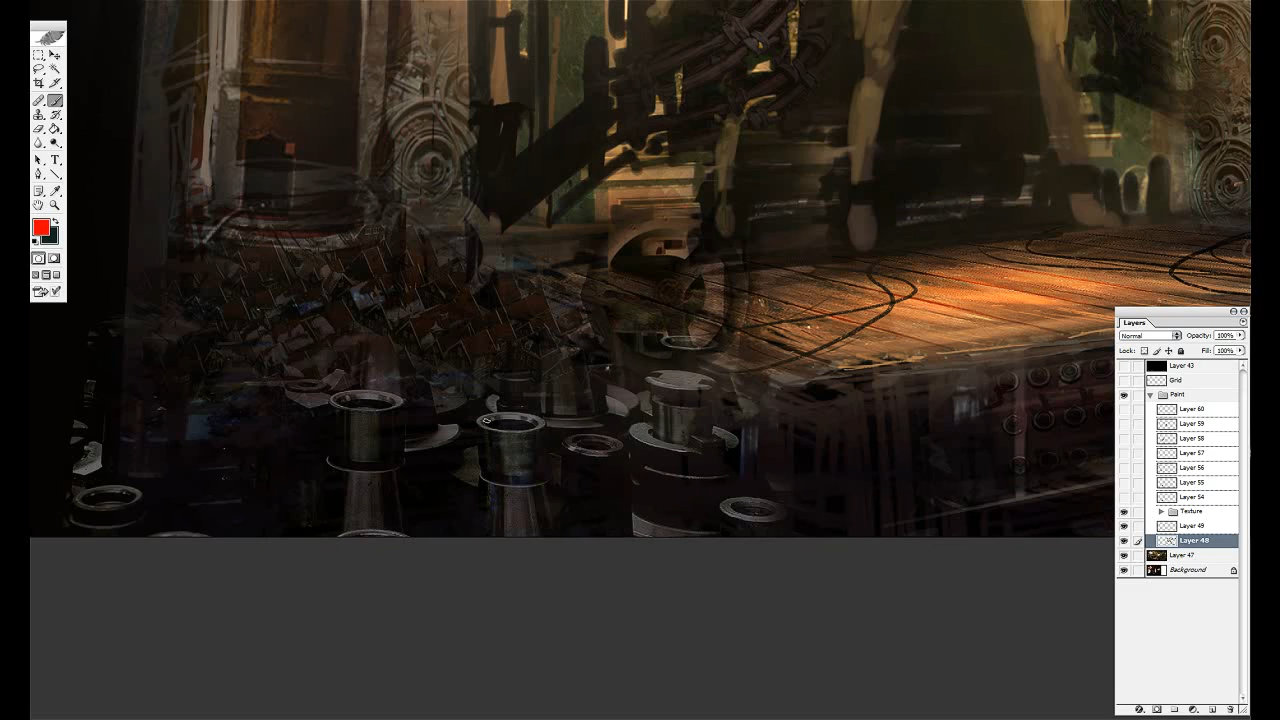 Layers
Normal Opacity: 100%
Lock: Fill: 100%
Layer 43
Grid
Paint
Layer 60
Layer 59
Layer 58
Layer 57
Layer 56
Layer 55
Layer 54
Texture
Layer 49
Layer 48
Layer 47
Background